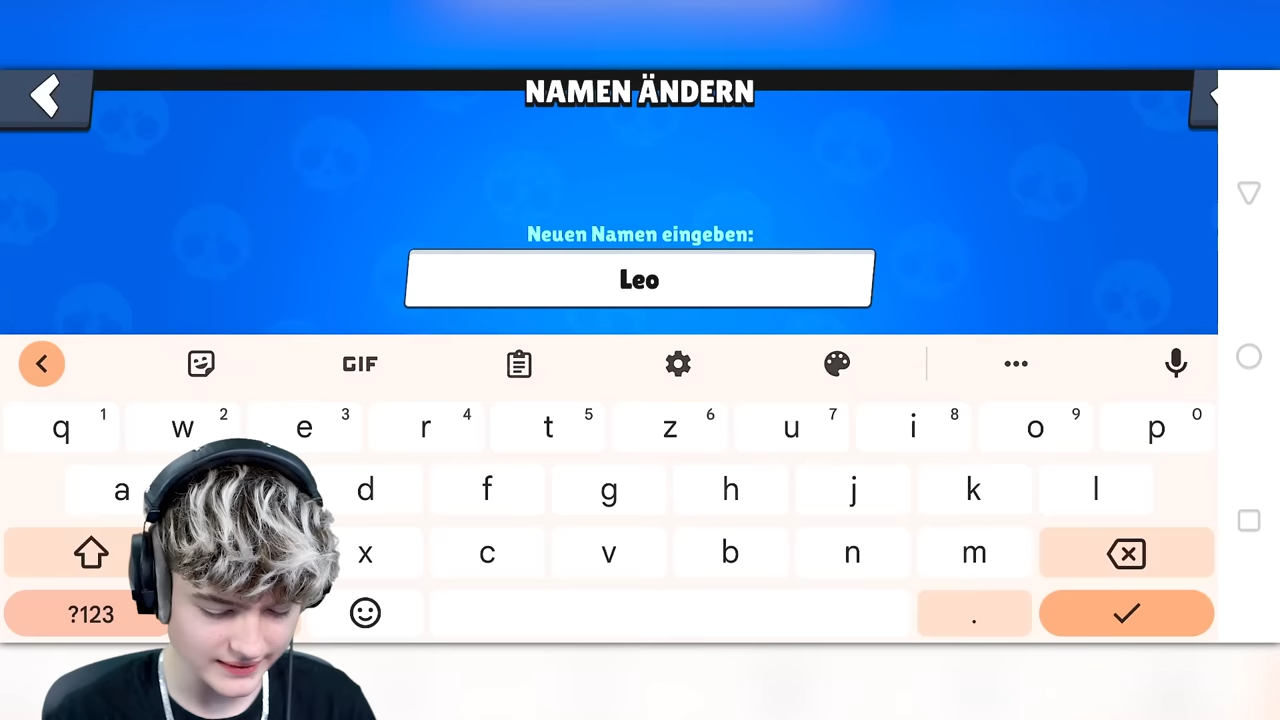 NAMEN ÄNDERN
Neuen Namen eingeben:
Leo
GIF
q 1 w 2 e 3 r 4 t 5 z 6 u 7 i 8 o 9 p 0
a d f g h j k l
x c v b n m
?123 .